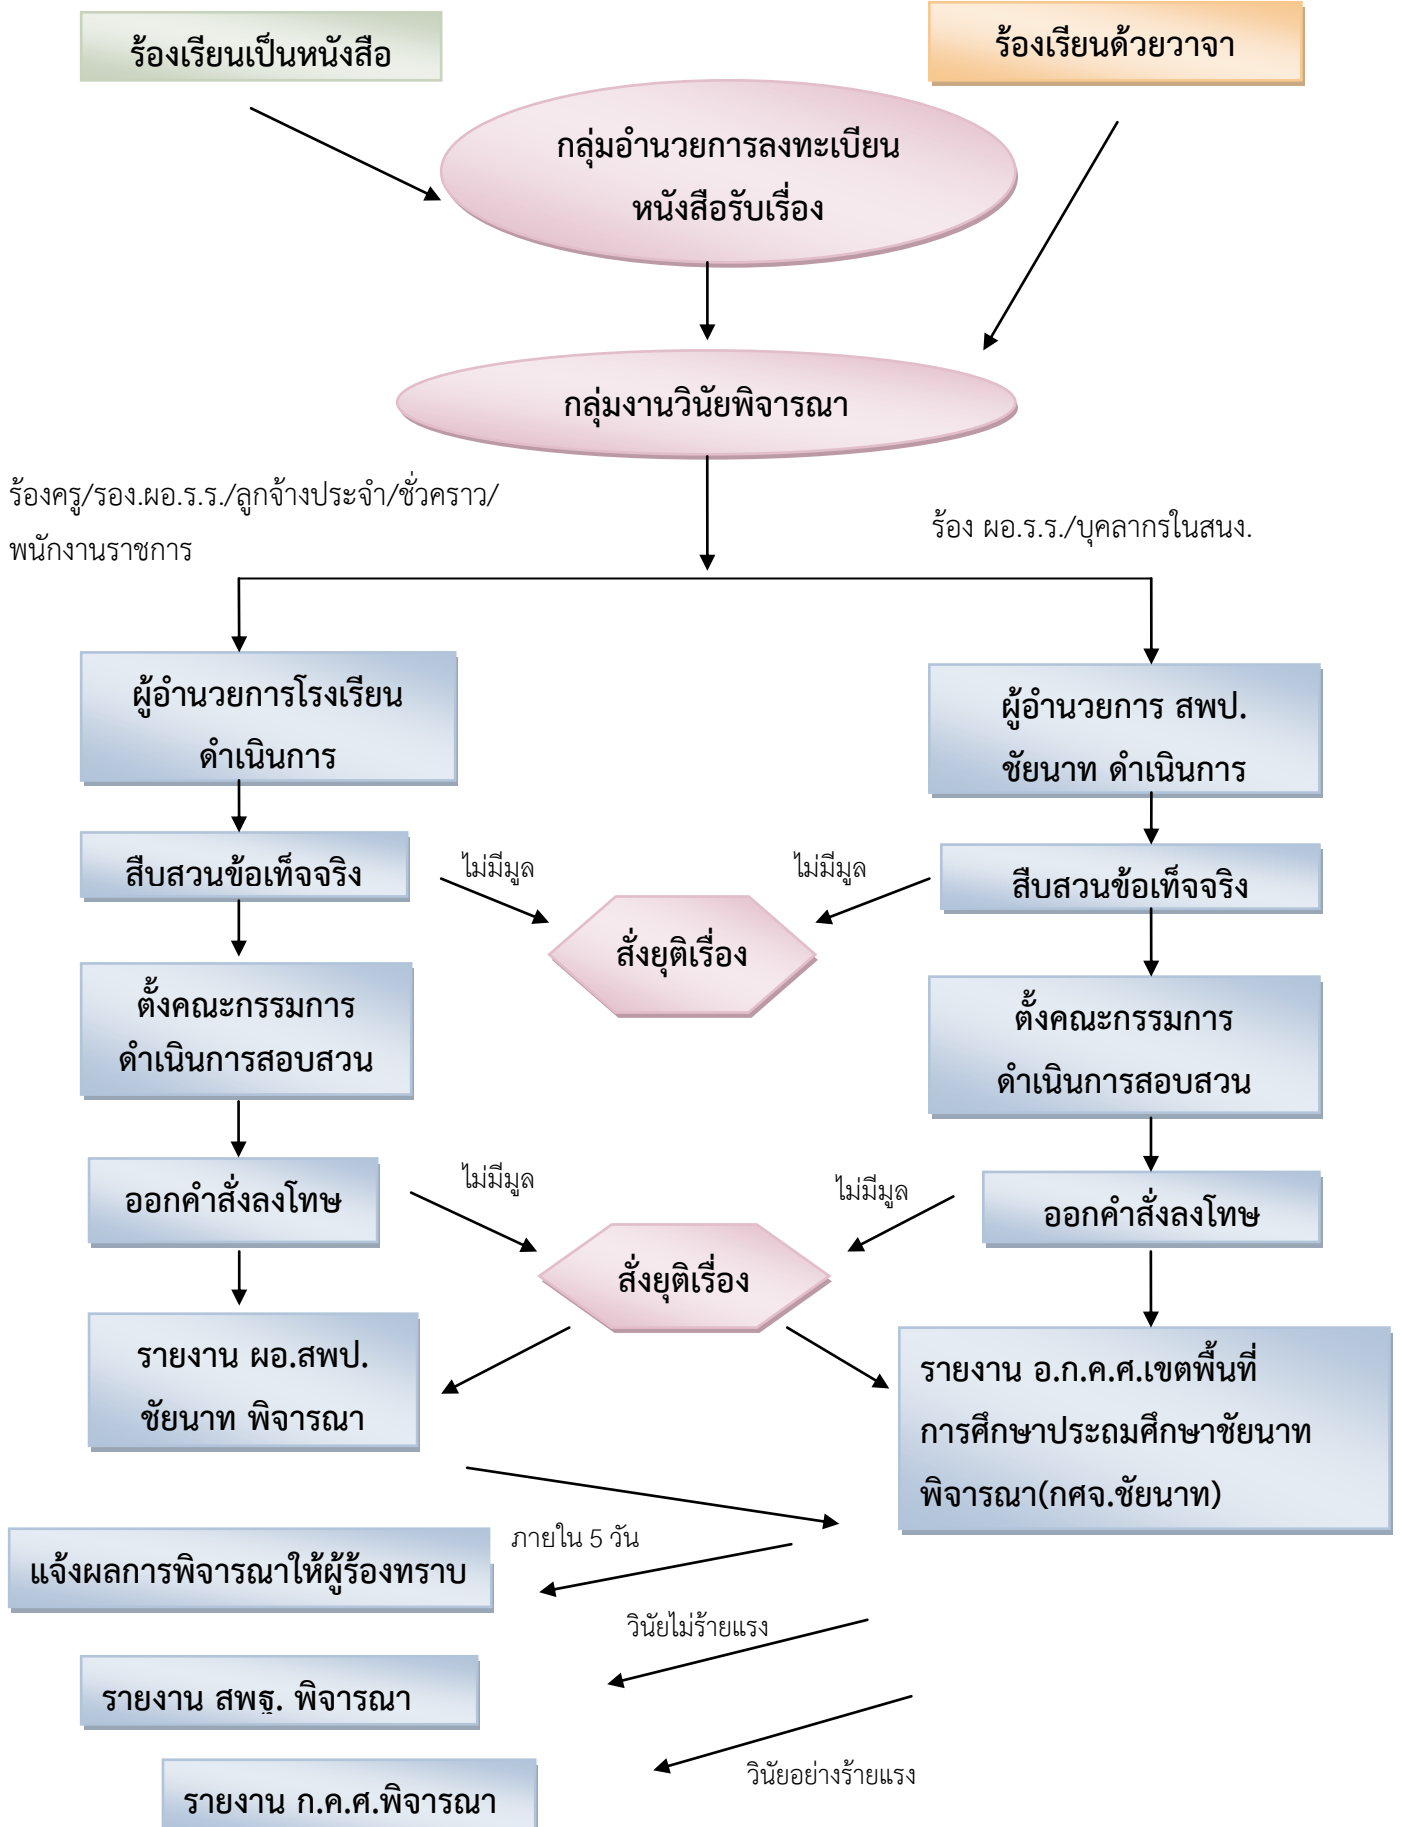 ร้องเรียนเป็นหนังสือ
ร้องเรียนด้วยวาจา
กลุ่มอำนวยการลงทะเบียน
หนังสือรับเรื่อง
กลุ่มงานวินัยพิจารณา
ร้องครู/รอง.ผอ.ร.ร./ลูกจ้างประจำ/ชั่วคราว/
พนักงานราชการ
ร้อง ผอ.ร.ร./บุคลากรในสนง.
ผู้อำนวยการโรงเรียน
ดำเนินการ
ผู้อำนวยการ สพป.
ชัยนาท ดำเนินการ
สืบสวนข้อเท็จจริง
ไม่มีมูล
ไม่มีมูล
สืบสวนข้อเท็จจริง
สั่งยุติเรื่อง
ตั้งคณะกรรมการ
ดำเนินการสอบสวน
ตั้งคณะกรรมการ
ดำเนินการสอบสวน
ออกคำสั่งลงโทษ
ไม่มีมูล
ไม่มีมูล
ออกคำสั่งลงโทษ
สั่งยุติเรื่อง
รายงาน ผอ.สพป.
ชัยนาท พิจารณา
รายงาน อ.ก.ค.ศ.เขตพื้นที่
การศึกษาประถมศึกษาชัยนาท
พิจารณา(กศจ.ชัยนาท)
ภายใน 5 วัน
แจ้งผลการพิจารณาให้ผู้ร้องทราบ
วินัยไม่ร้ายแรง
รายงาน สพฐ. พิจารณา
วินัยอย่างร้ายแรง
รายงาน ก.ค.ศ.พิจารณา